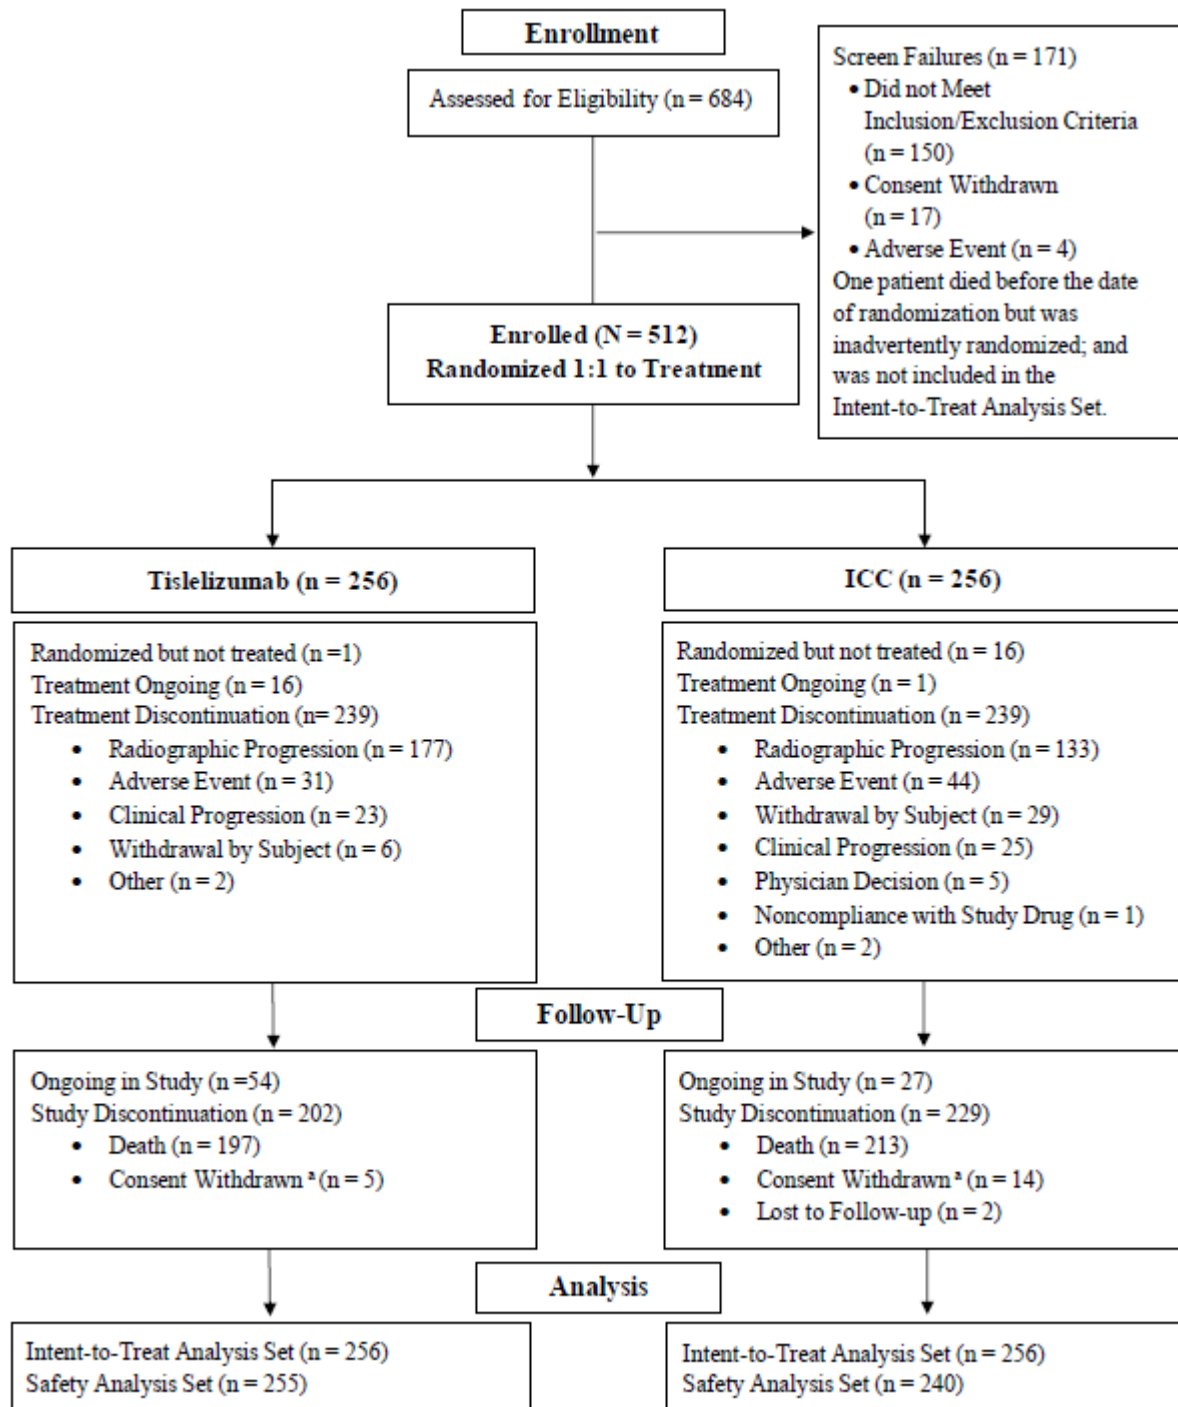 Enrollment
Assessed for Eligibility (n = 684)
Screen Failures (n = 171)
• Did not Meet
Inclusion/Exclusion Criteria
(n = 150)
• Consent Withdrawn
(n = 17)
• Adverse Event (n = 4)
One patient died before the date
of randomization but was
inadvertently randomized; and
was not included in the
Intent-to-Treat Analysis Set.
Enrolled (N = 512)
Randomized 1:1 to Treatment
Tislelizumab (n = 256)
Randomized but not treated (n =1)
Treatment Ongoing (n = 16)
Treatment Discontinuation (n= 239)
• Radiographic Progression (n = 177)
• Adverse Event (n = 31)
• Clinical Progression (n = 23)
• Withdrawal by Subject (n = 6)
• Other (n = 2)
ICC (n = 256)
Randomized but not treated (n = 16)
Treatment Ongoing (n = 1)
Treatment Discontinuation (n = 239)
• Radiographic Progression (n = 133)
• Adverse Event (n = 44)
• Withdrawal by Subject (n = 29)
• Clinical Progression (n = 25)
• Physician Decision (n = 5)
• Noncompliance with Study Drug (n = 1)
• Other (n = 2)
Follow-Up
Ongoing in Study (n =54)
Study Discontinuation (n = 202)
• Death (n = 197)
• Consent Withdrawn ª (n = 5)
Ongoing in Study (n = 27)
Study Discontinuation (n = 229)
• Death (n = 213)
• Consent Withdrawn ª (n = 14)
• Lost to Follow-up (n = 2)
Analysis
Intent-to-Treat Analysis Set (n = 256)
Safety Analysis Set (n = 255)
Intent-to-Treat Analysis Set (n = 256)
Safety Analysis Set (n = 240)